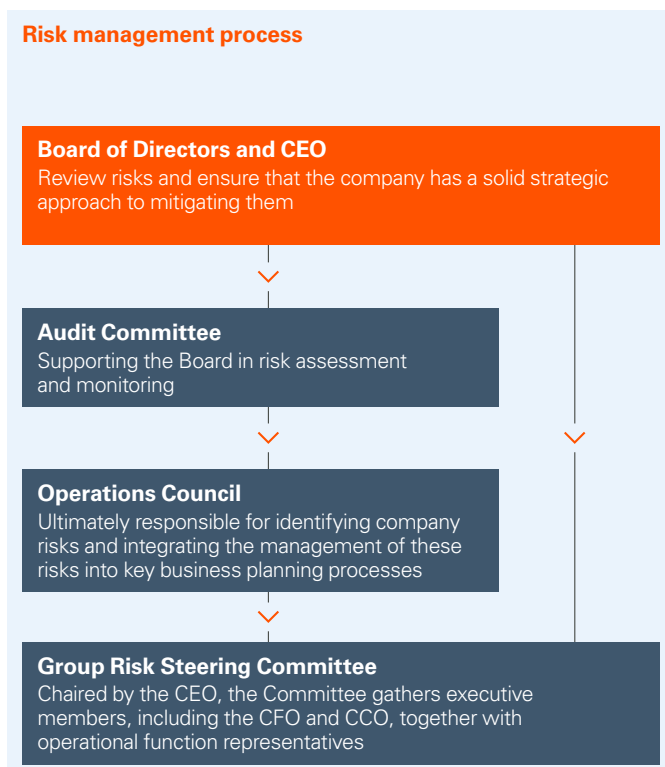 Risk management process
Board of Directors and CEO
Review risks and ensure that the company has a solid strategic
approach to mitigating them
Audit Committee
Supporting the Board in risk assessment
and monitoring
Operations Council
Ultimately responsible for identifying company
risks and integrating the management of these
risks into key business planning processes
Group Risk Steering Committee
Chaired by the CEO, the Committee gathers executive
members, including the CFO and CCO, together with
operational function representatives